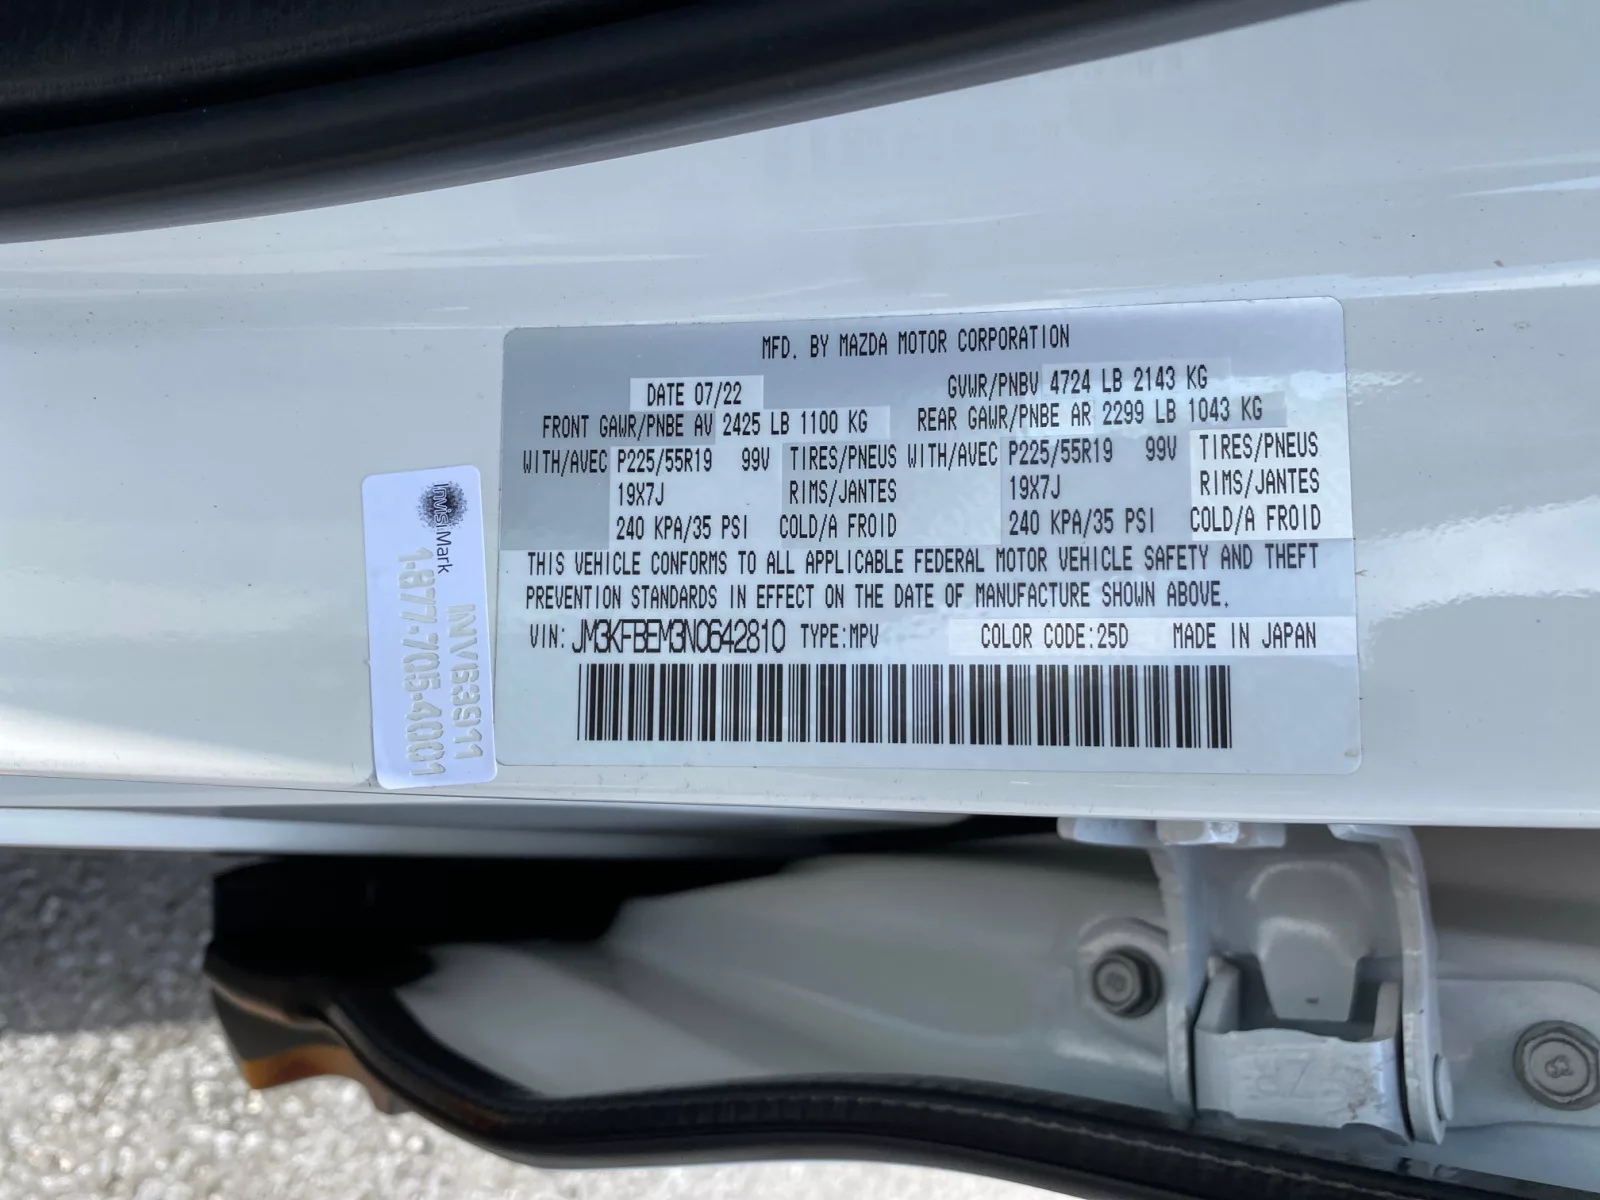 MFD. BY MAZDA MOTOR CORPORATION
DATE 07/22 GVWR/PNBV 4724 LB 2143 KG
FRONT GAWR/PNBE AV 2425 LB 1100 KG REAR GAWR/PNBE AR 2299 LB 1043 KG
WITH/AVEC P225/55R19 99V TIRES/PNEUS WITH/AVEC P225/55R19 99V TIRES/PNEUS
19X7J RIMS/JANTES 19X7J RIMS/JANTES
240 KPA/35 PSI COLD/A FROID 240 KPA/35 PSI COLD/A FROID
THIS VEHICLE CONFORMS TO ALL APPLICABLE FEDERAL MOTOR VEHICLE SAFETY AND THEFT
PREVENTION STANDARDS IN EFFECT ON THE DATE OF MANUFACTURE SHOWN ABOVE.
VIN: JM3KFBEM3N0642810 TYPE:MPV COLOR CODE:25D MADE IN JAPAN
Invisi.Mark
INV63911
1-877-705-4001